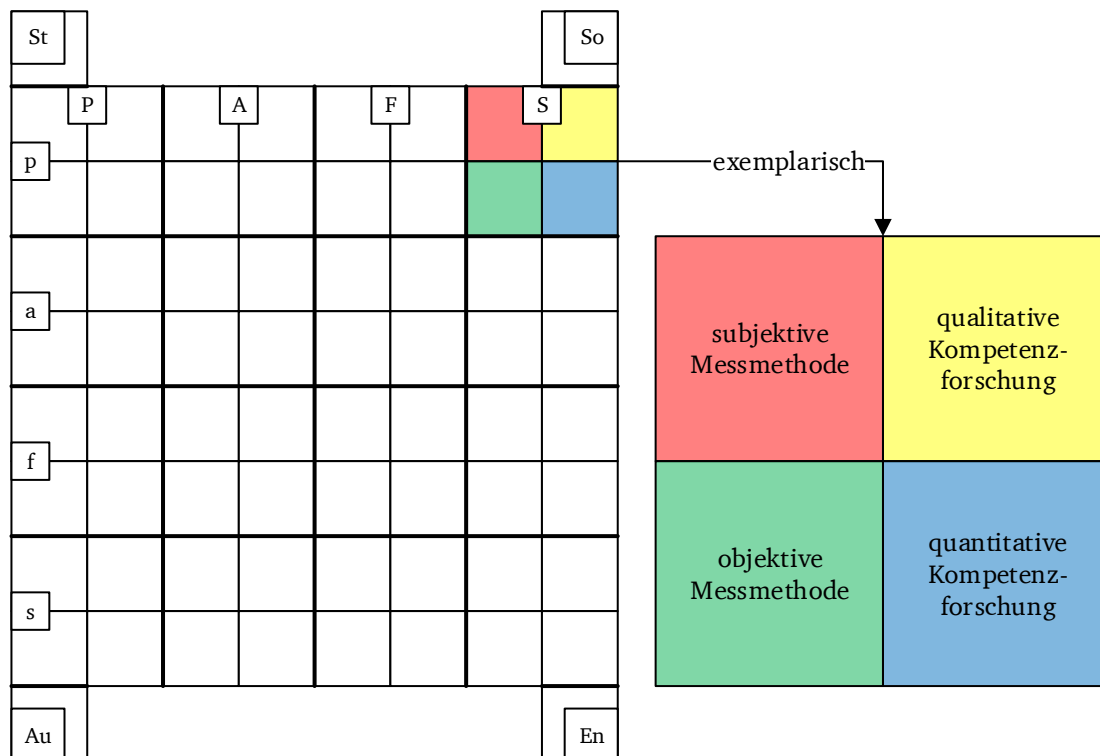 St
So
P
A
F
S
p
exemplarisch
a
subjektive
Messmethode
qualitative
Kompetenz-
forschung
f
objektive
Messmethode
quantitative
Kompetenz-
forschung
s
Au
En